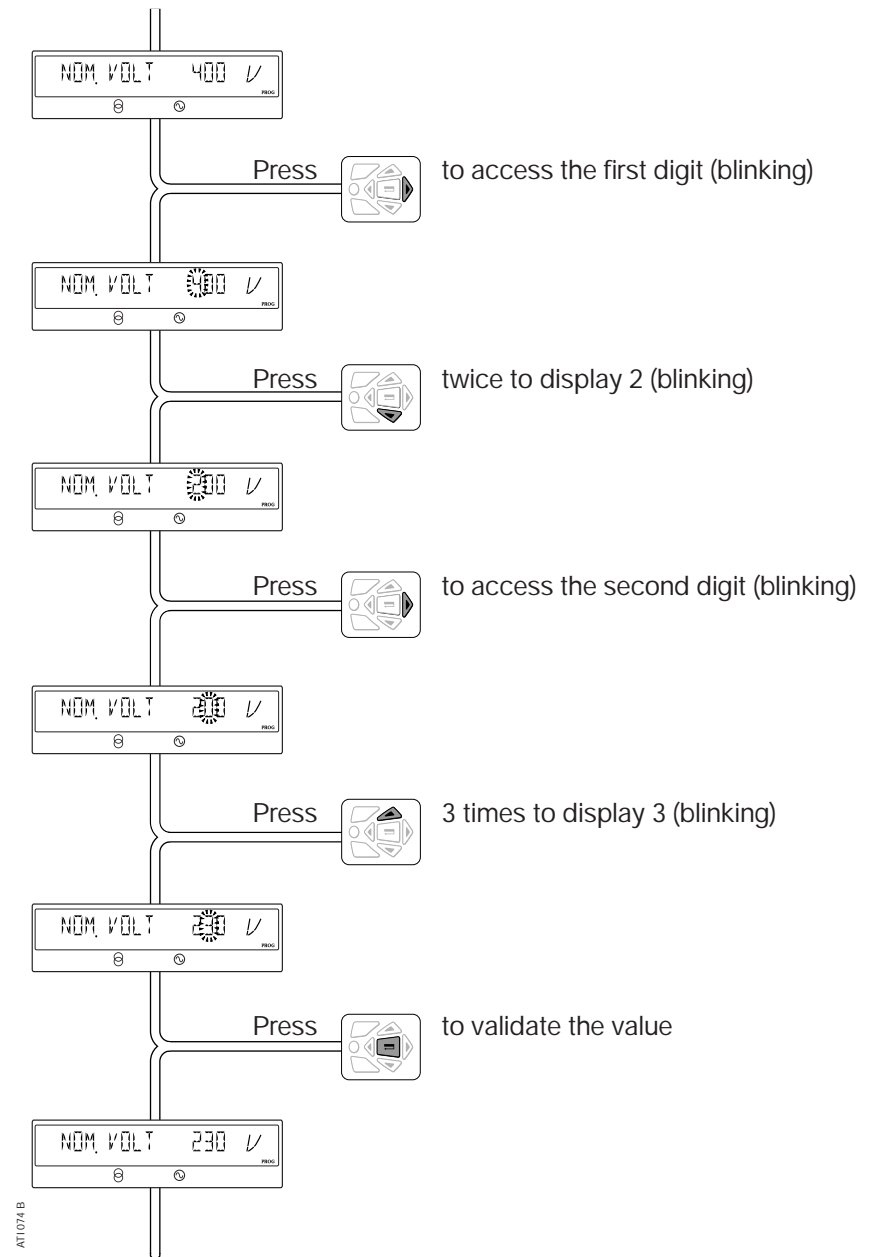 NOM. VOLT 400 V
PROG
Press to access the first digit (blinking)
NOM. VOLT 400 V
PROG
Press twice to display 2 (blinking)
NOM. VOLT 200 V
PROG
Press to access the second digit (blinking)
NOM. VOLT 200 V
PROG
Press 3 times to display 3 (blinking)
NOM. VOLT 230 V
PROG
Press to validate the value
NOM. VOLT 230 V
PROG
ATI 074 B